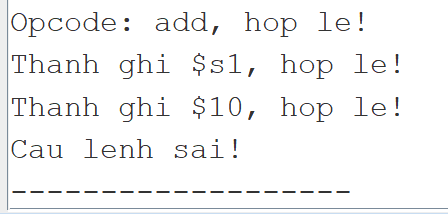 Opcode: add, hop le!
Thanh ghi $s1, hop le!
Thanh ghi $10, hop le!
Cau lenh sai!
-------------------